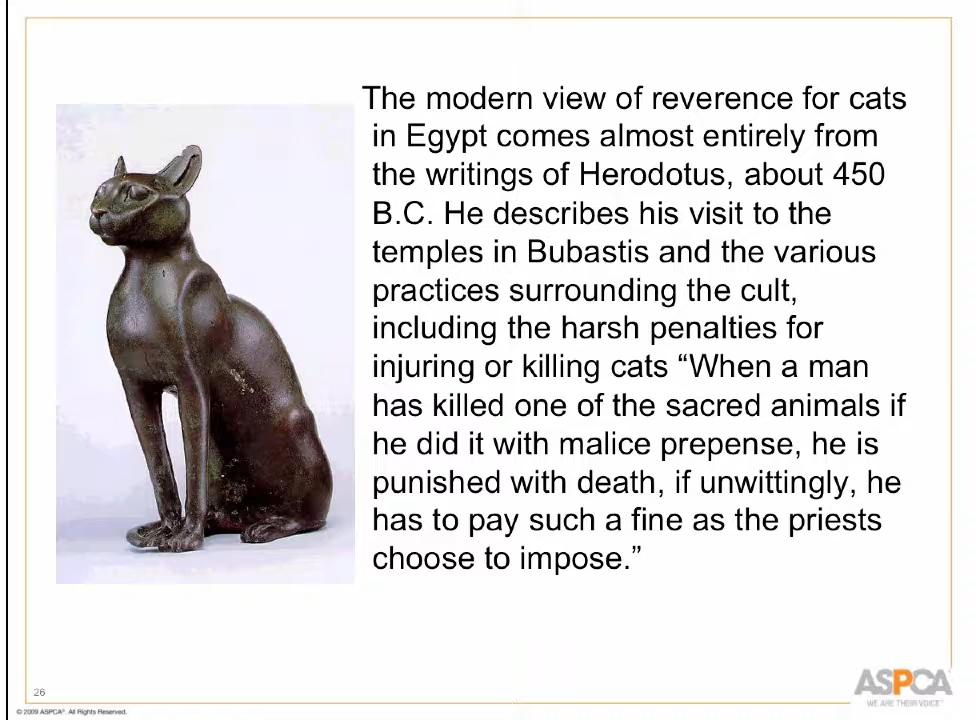 The modern view of reverence for cats
in Egypt comes almost entirely from
the writings of Herodotus, about 450
B.C. He describes his visit to the
temples in Bubastis and the various
practices surrounding the cult,
including the harsh penalties for
injuring or killing cats “When a man
has killed one of the sacred animals if
he did it with malice prepense, he is
punished with death, if unwittingly, he
has to pay such a fine as the priests
choose to impose.”
26
ASPCA
WE ARE THEIR VOICE™
© 2009 ASPCA®. All Rights Reserved.